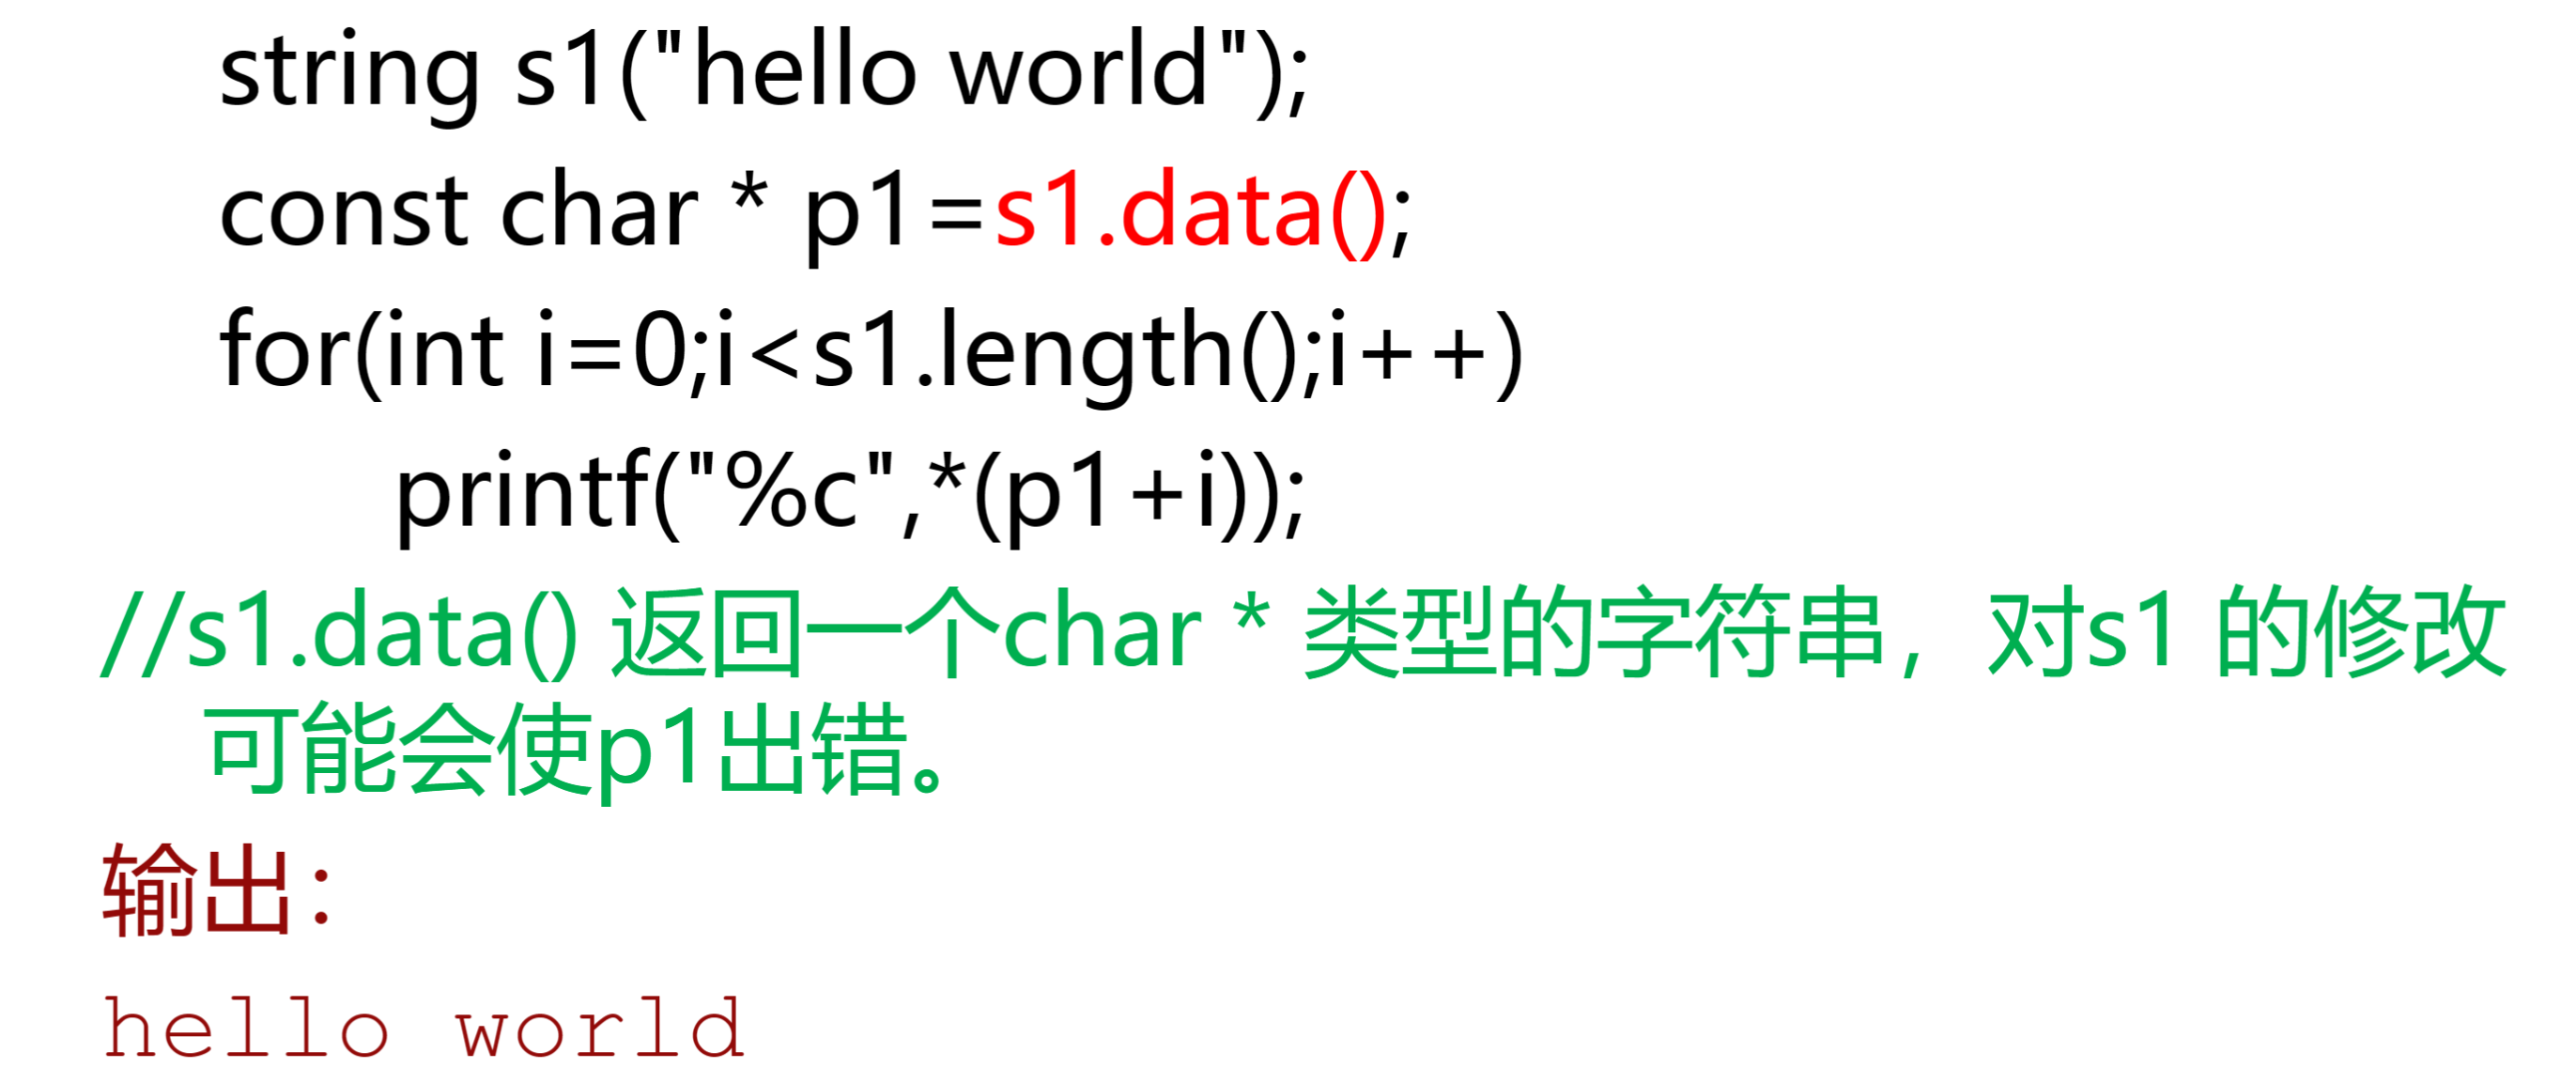 string s1("hello world");
const char * p1=s1.data();
for(int i=0;i<s1.length();i++)
printf("%c",*(p1+i));
//s1.data() 返回一个char * 类型的字符串，对s1 的修改
可能会使p1出错。
输出：
hello world